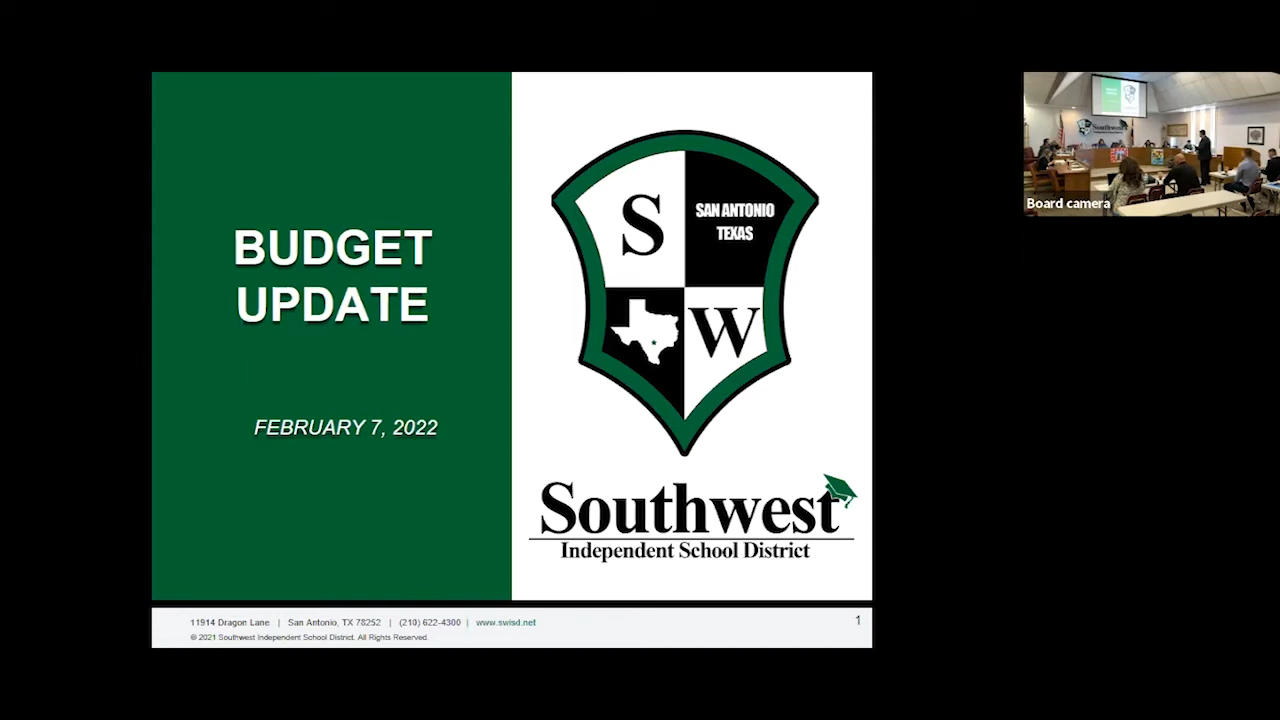 BUDGET
UPDATE
FEBRUARY 7, 2022
S
SAN ANTONIO
TEXAS
W
Southwest
Independent School District
11914 Dragon Lane | San Antonio, TX 78252 | (210) 622-4300 | www.swisd.net
© 2021 Southwest Independent School District. All Rights Reserved.
1
Southwest
Board camera